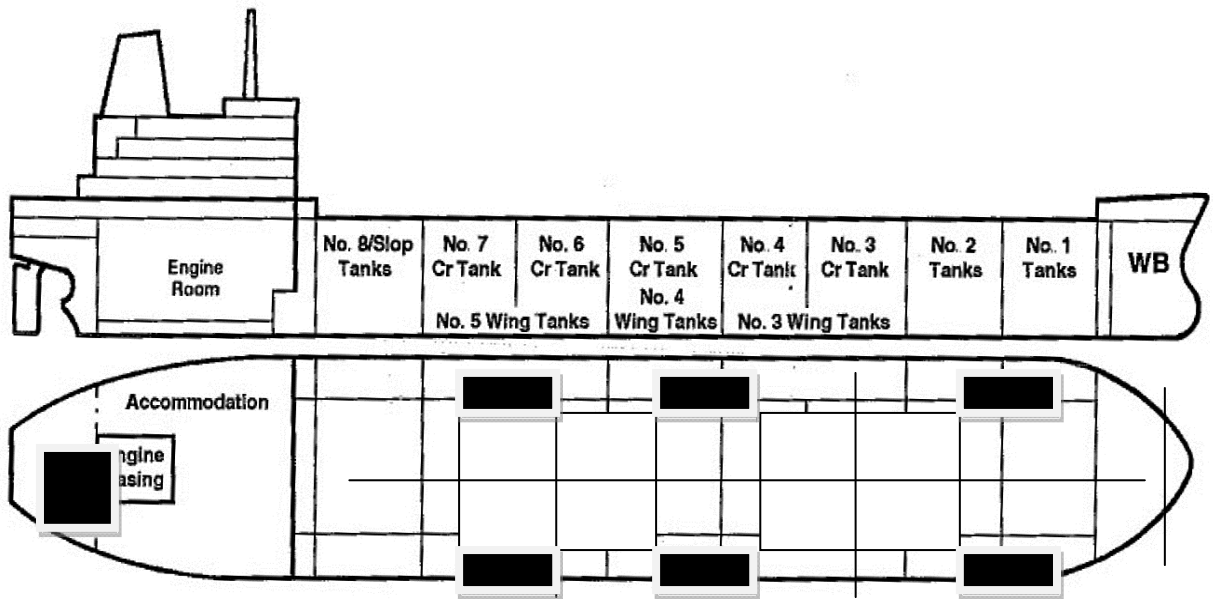 No. 8/Slop
Tanks
No. 7
Cr Tank
No. 6
Cr Tank
No. 5
Cr Tank
No. 4
Cr Tank
No. 3
Cr Tank
No. 2
Tanks
No. 1
Tanks
WB
Engine
Room
No. 4
Wing Tanks
No. 5 Wing Tanks
No. 3 Wing Tanks
Accommodation
ngine
asing